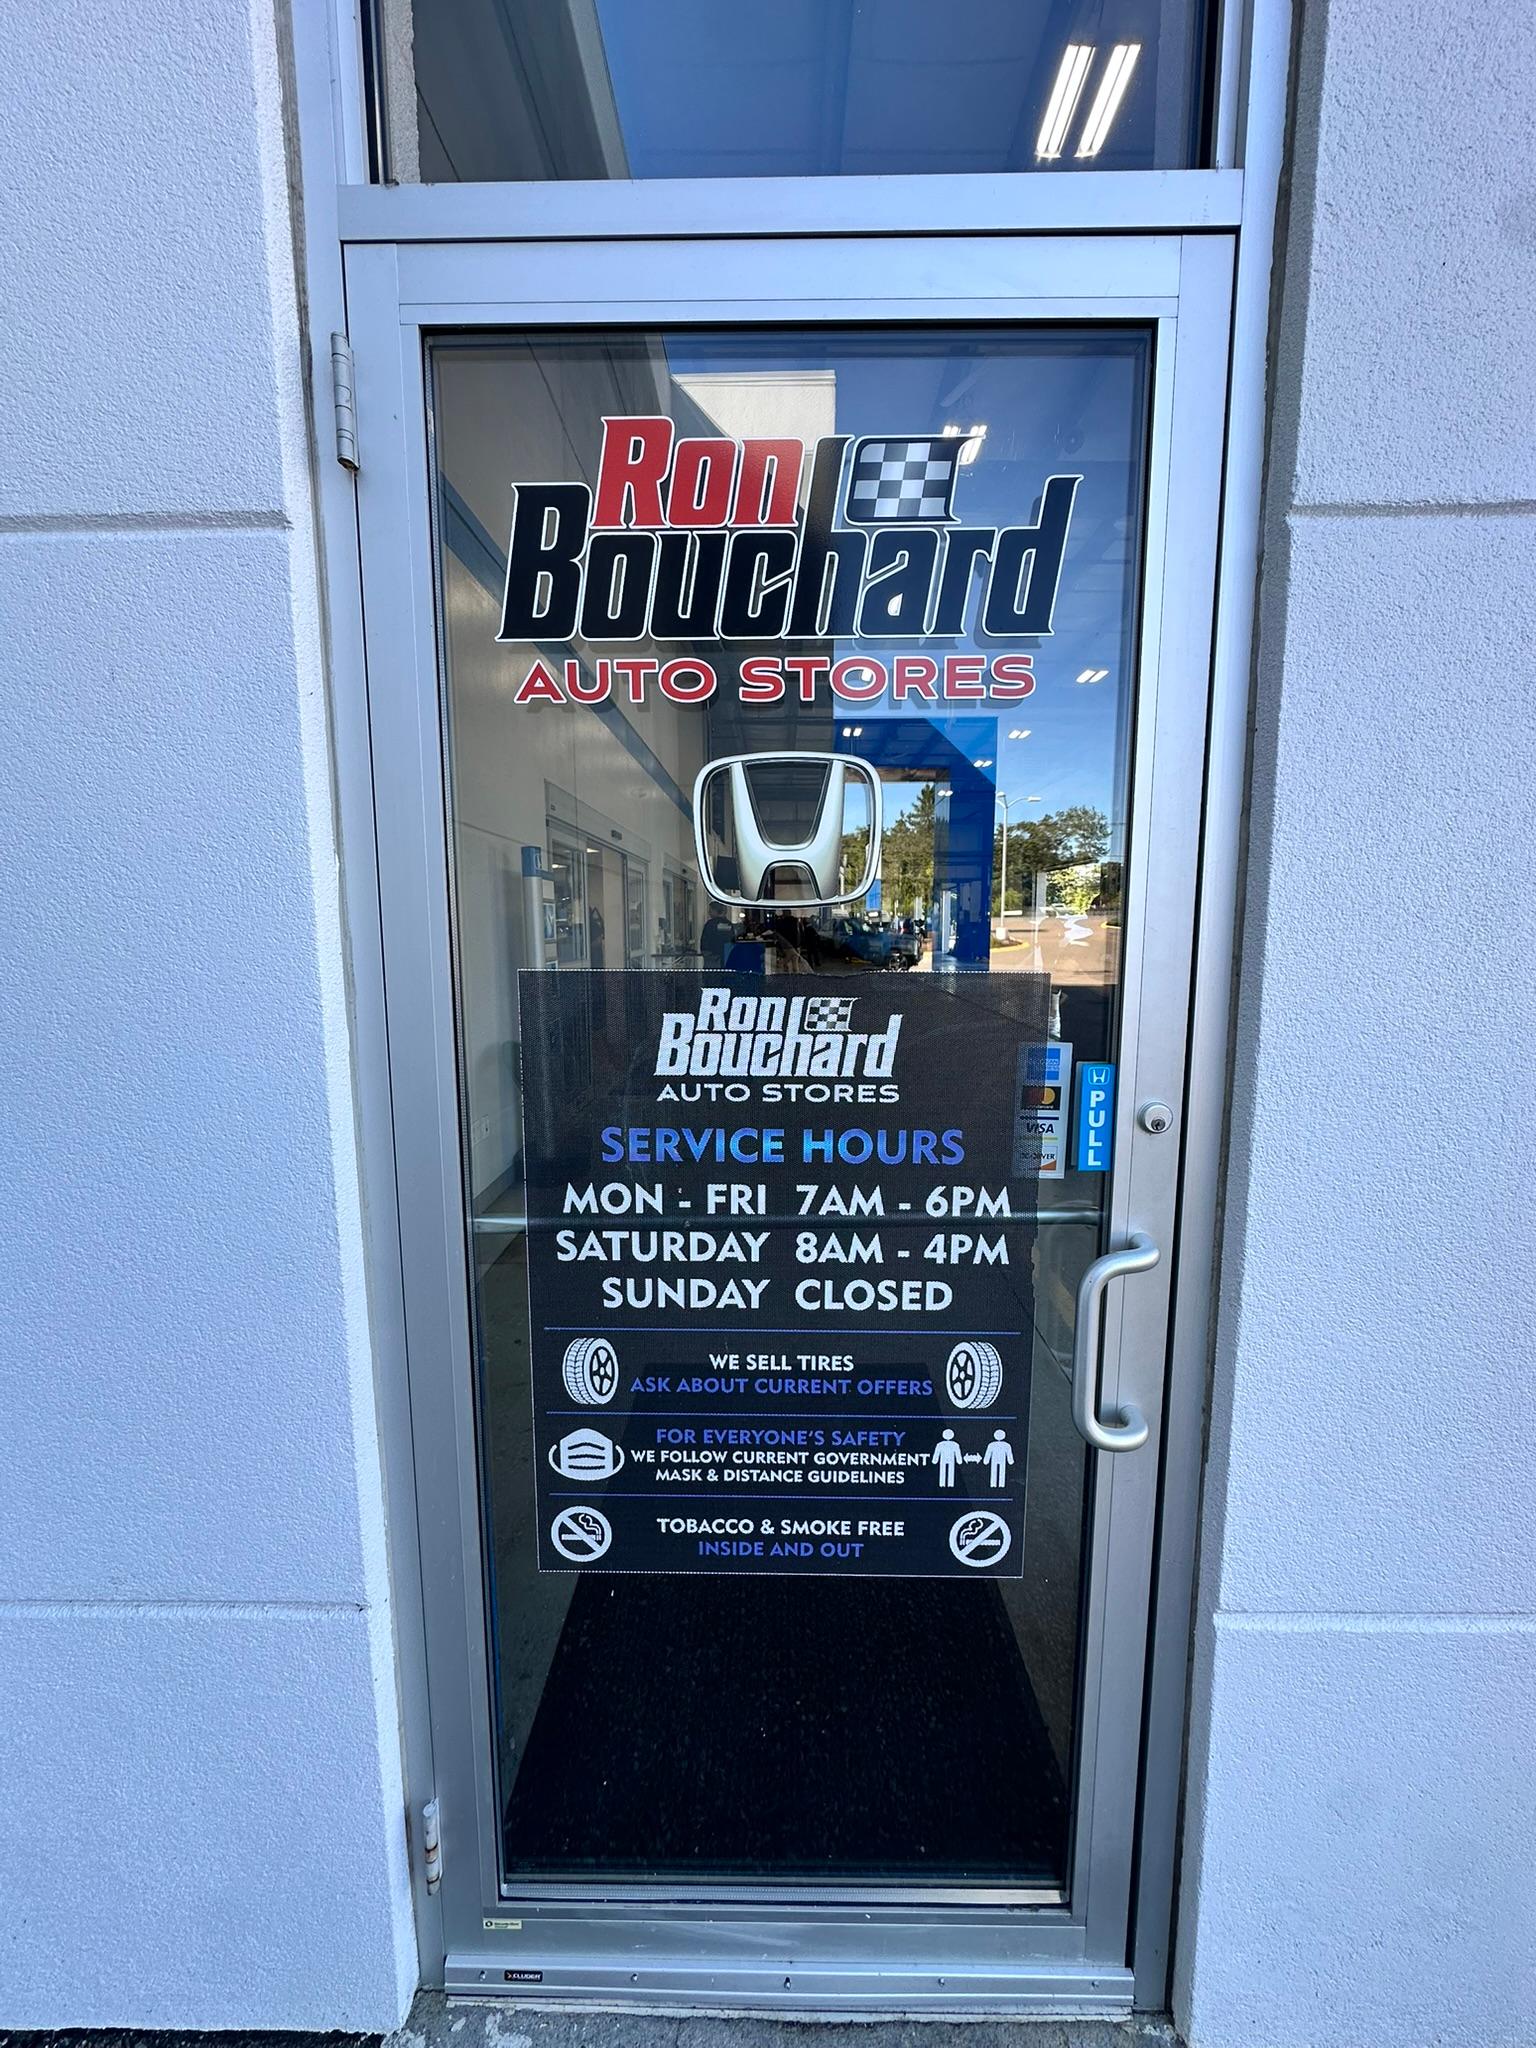 Ron
Bouchard
AUTO STORES
Ron
Bouchard
AUTO STORES
SERVICE HOURS
MON - FRI 7AM - 6PM
SATURDAY 8AM - 4PM
SUNDAY CLOSED
WE SELL TIRES
ASK ABOUT CURRENT OFFERS
FOR EVERYONE'S SAFETY
WE FOLLOW CURRENT GOVERNMENT
MASK & DISTANCE GUIDELINES
TOBACCO & SMOKE FREE
INSIDE AND OUT
VISA
PULL
XCLUDER